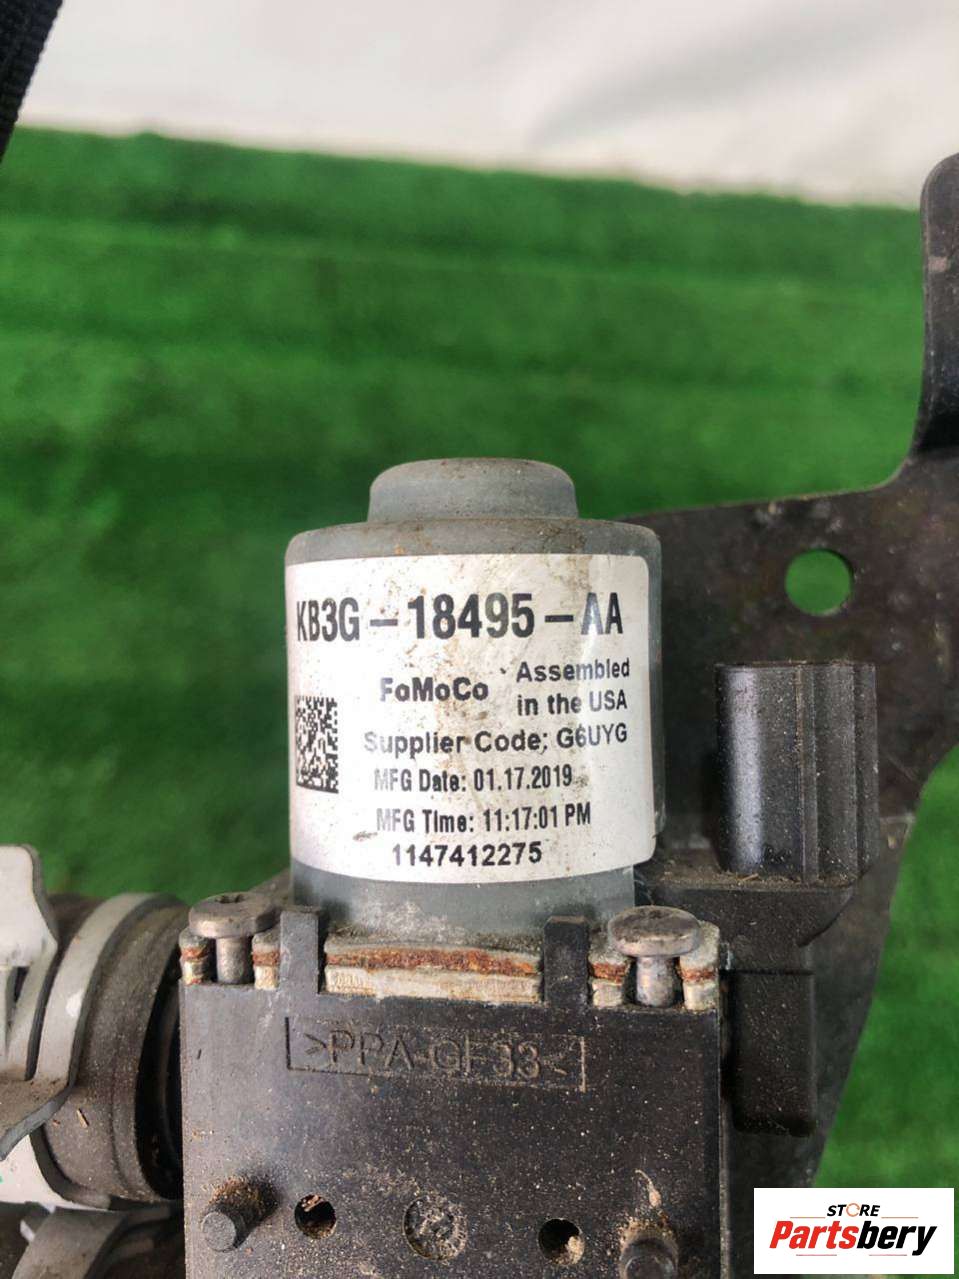 KB3G-18495-AA
FoMoCo
Assembled
in the USA
Supplier Code: G6UYG
MFG Date: 01.17.2019
MFG Time: 11:17:01 PM
1147412275
>PPA-GF33<
STORE
Partsbery